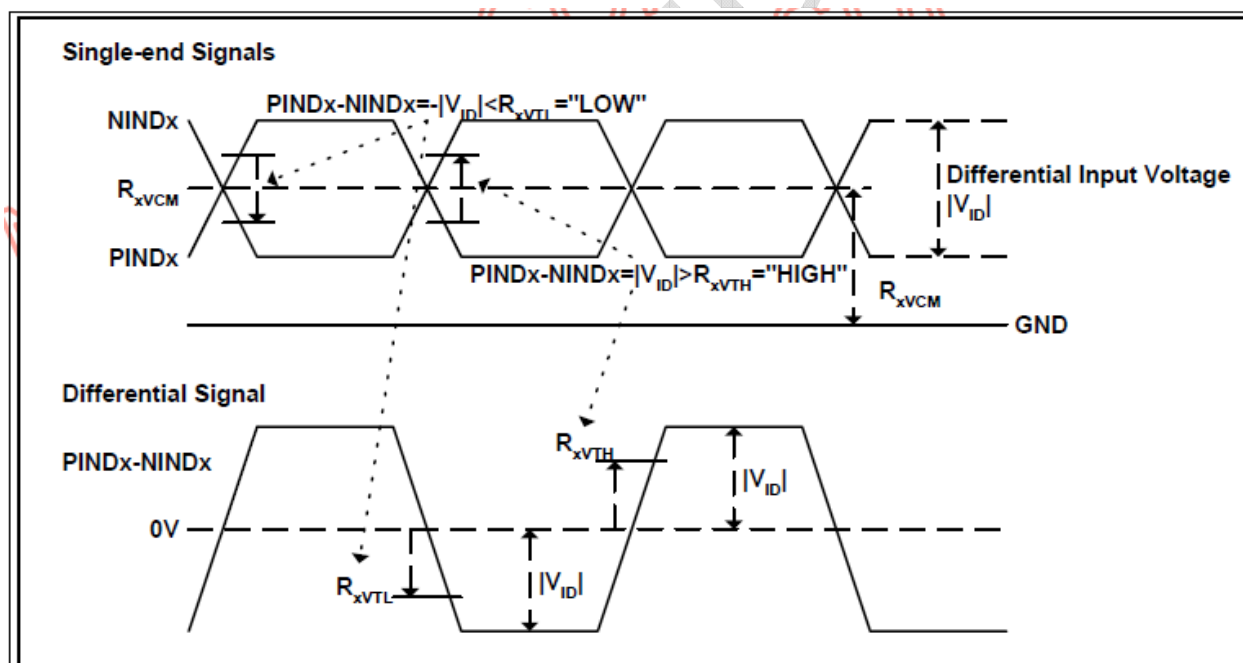 Single-end Signals
PINDx-NINDx=-|VID|<RxVTL="LOW"
NINDx
RxVCM
Differential Input Voltage
|VID|
PINDx
PINDx-NINDx=|VID|>RxVTH="HIGH"
RxVCM
GND
Differential Signal
RxVTH
PINDx-NINDx
|VID|
0V
RxVTL
|VID|